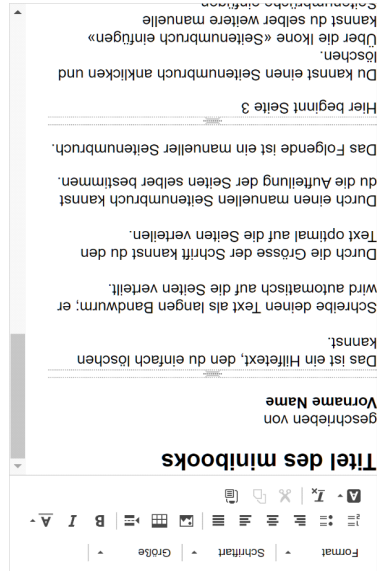 Format
Schriftart
Größe
B I A
A
Titel des minibooks
geschrieben von
Vorname Name
Das ist ein Hilfetext, den du einfach löschen
kannst.
Schreibe deinen Text als langen Bandwurm; er
wird automatisch auf die Seiten verteilt.
Durch die Grösse der Schrift kannst du den
Text optimal auf die Seiten verteilen.
Durch einen manuellen Seitenumbruch kannst
du die Aufteilung der Seiten selber bestimmen.
Das Folgende ist ein manueller Seitenumbruch.
Hier beginnt Seite 3
Du kannst einen Seitenumbruch anklicken und
löschen.
Über die Ikone «Seitenumbruch einfügen»
kannst du selber weitere manuelle
Seitenumbrüche einfügen